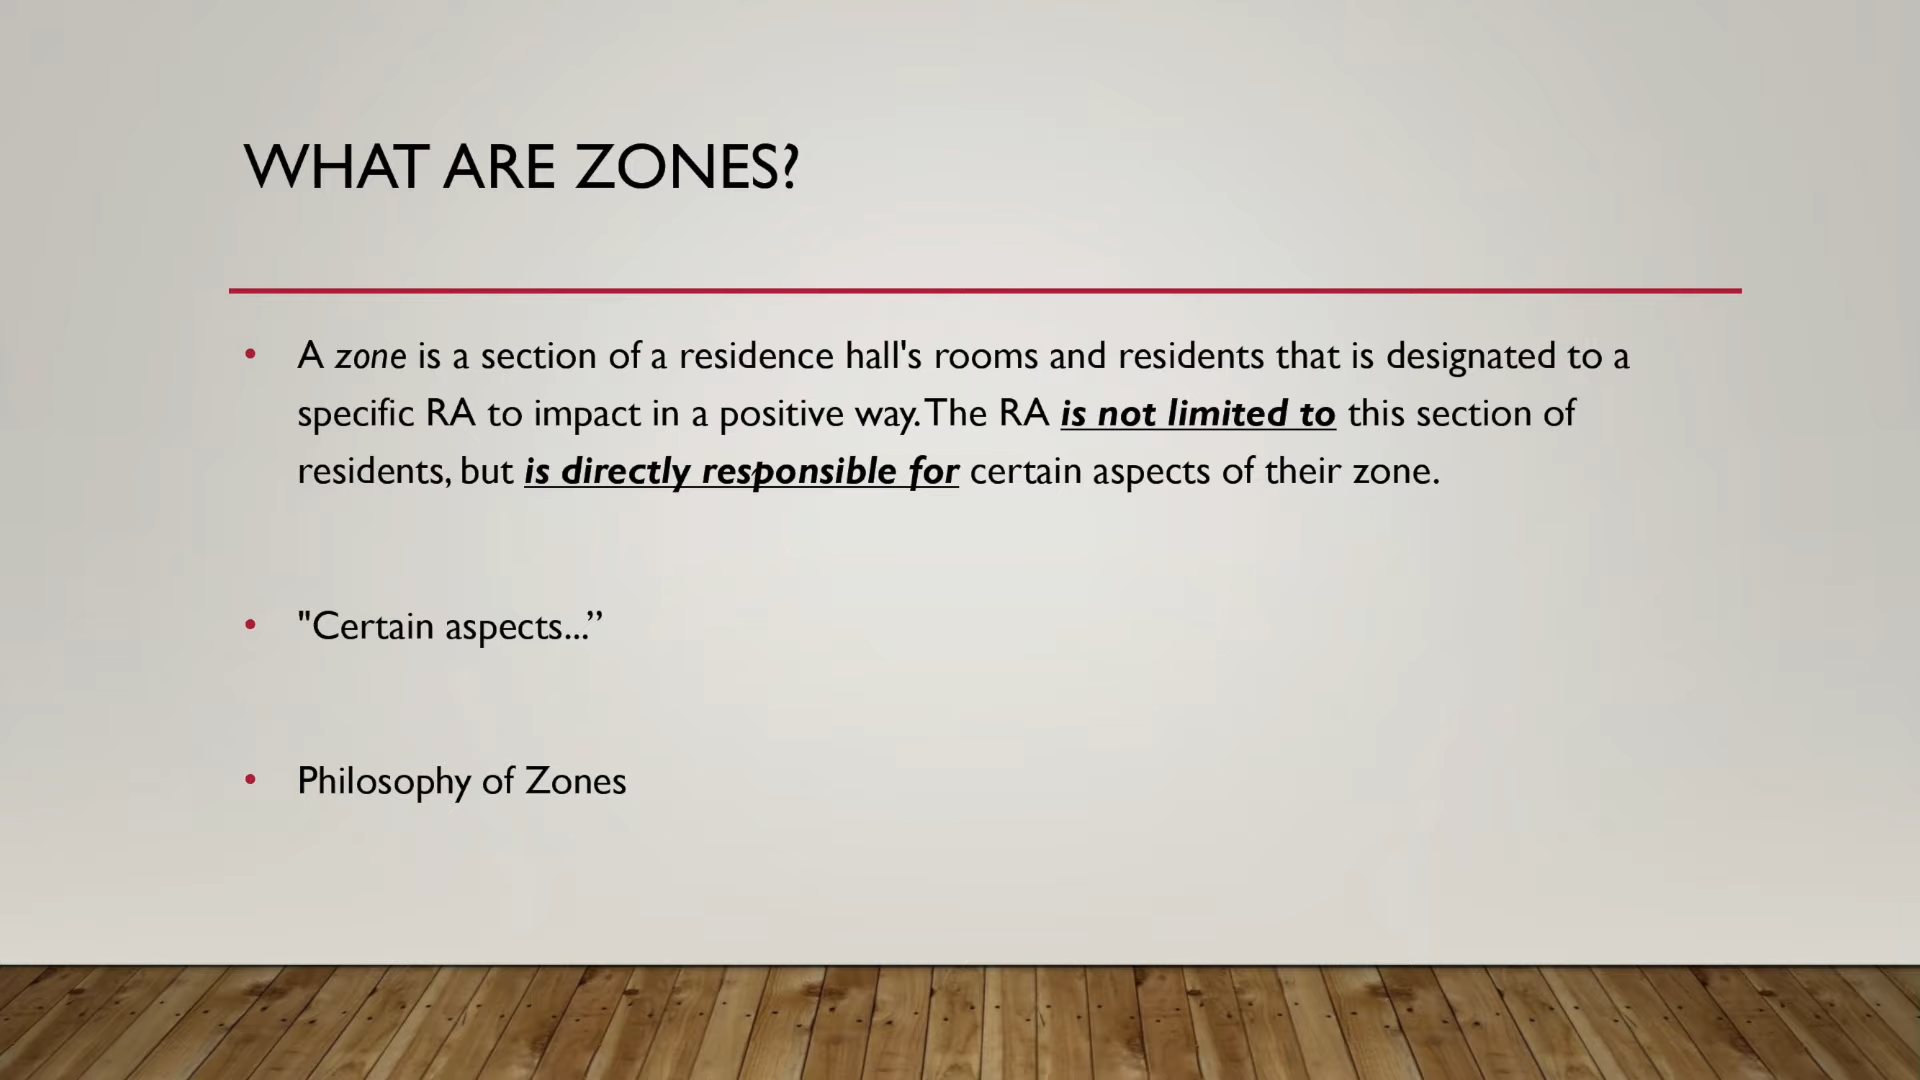 WHAT ARE ZONES?
• A zone is a section of a residence hall's rooms and residents that is designated to a
specific RA to impact in a positive way. The RA is not limited to this section of
residents, but is directly responsible for certain aspects of their zone.
• "Certain aspects...”
• Philosophy of Zones